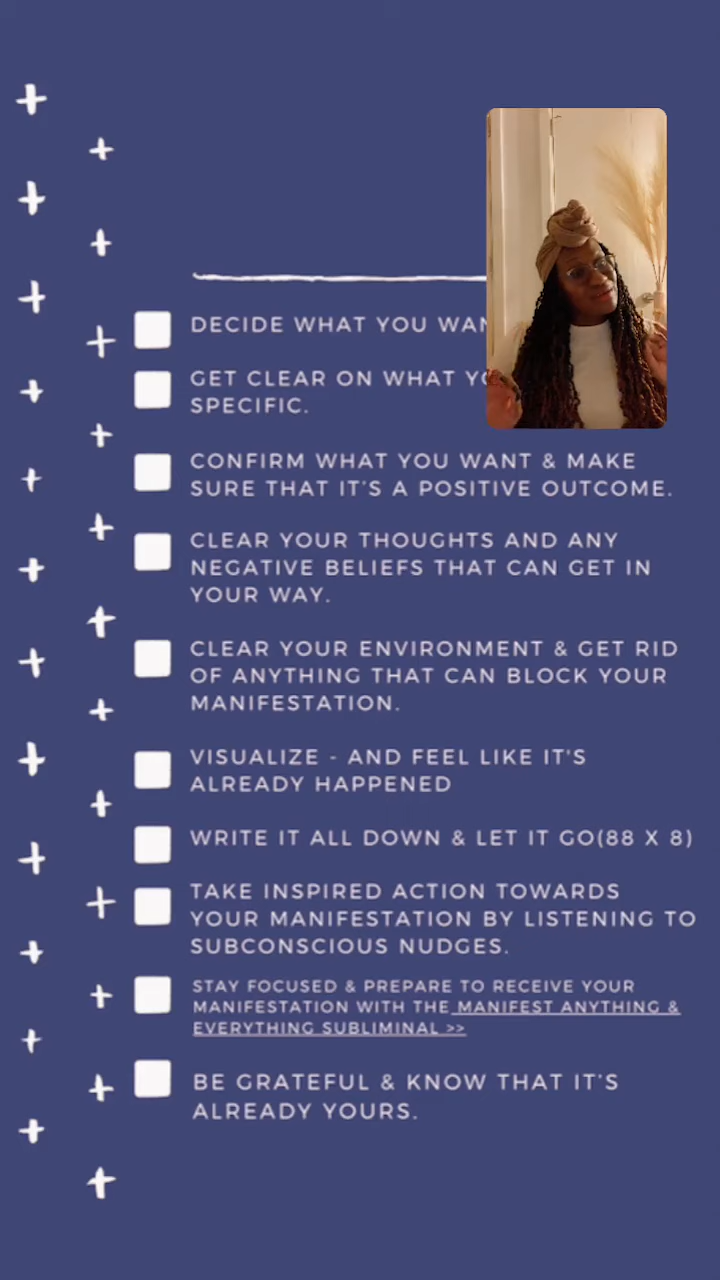 DECIDE WHAT YOU
GET CLEAR ON WHAT
SPECIFIC.
CONFIRM WHAT YOU WANT & MAKE
SURE THAT IT'S A POSITIVE OUTCOME.
CLEAR YOUR THOUGHTS AND ANY
NEGATIVE BELIEFS THAT CAN GET IN
YOUR WAY.
CLEAR YOUR ENVIRONMENT & GET RID
OF ANYTHING THAT CAN BLOCK YOUR
MANIFESTATION.
VISUALIZE - AND FEEL LIKE IT'S
ALREADY HAPPENED
WRITE IT ALL DOWN & LET IT GO(88 X 8)
TAKE INSPIRED ACTION TOWARDS
YOUR MANIFESTATION BY LISTENING TO
SUBCONSCIOUS NUDGES.
STAY FOCUSED & PREPARE TO RECEIVE YOUR
MANIFESTATION WITH THE MANIFEST ANYTHING &
EVERYTHING SUBLIMINAL >>
BE GRATEFUL & KNOW THAT IT'S
ALREADY YOURS.